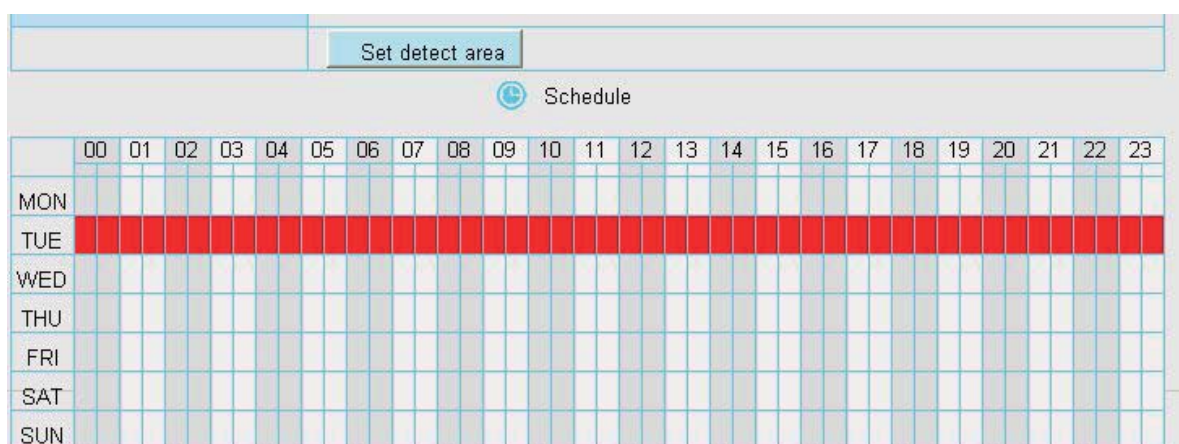 Set detect area
Schedule
00 01 02 03 04 05 06 07 08 09 10 11 12 13 14 15 16 17 18 19 20 21 22 23
MON
TUE
WED
THU
FRI
SAT
SUN